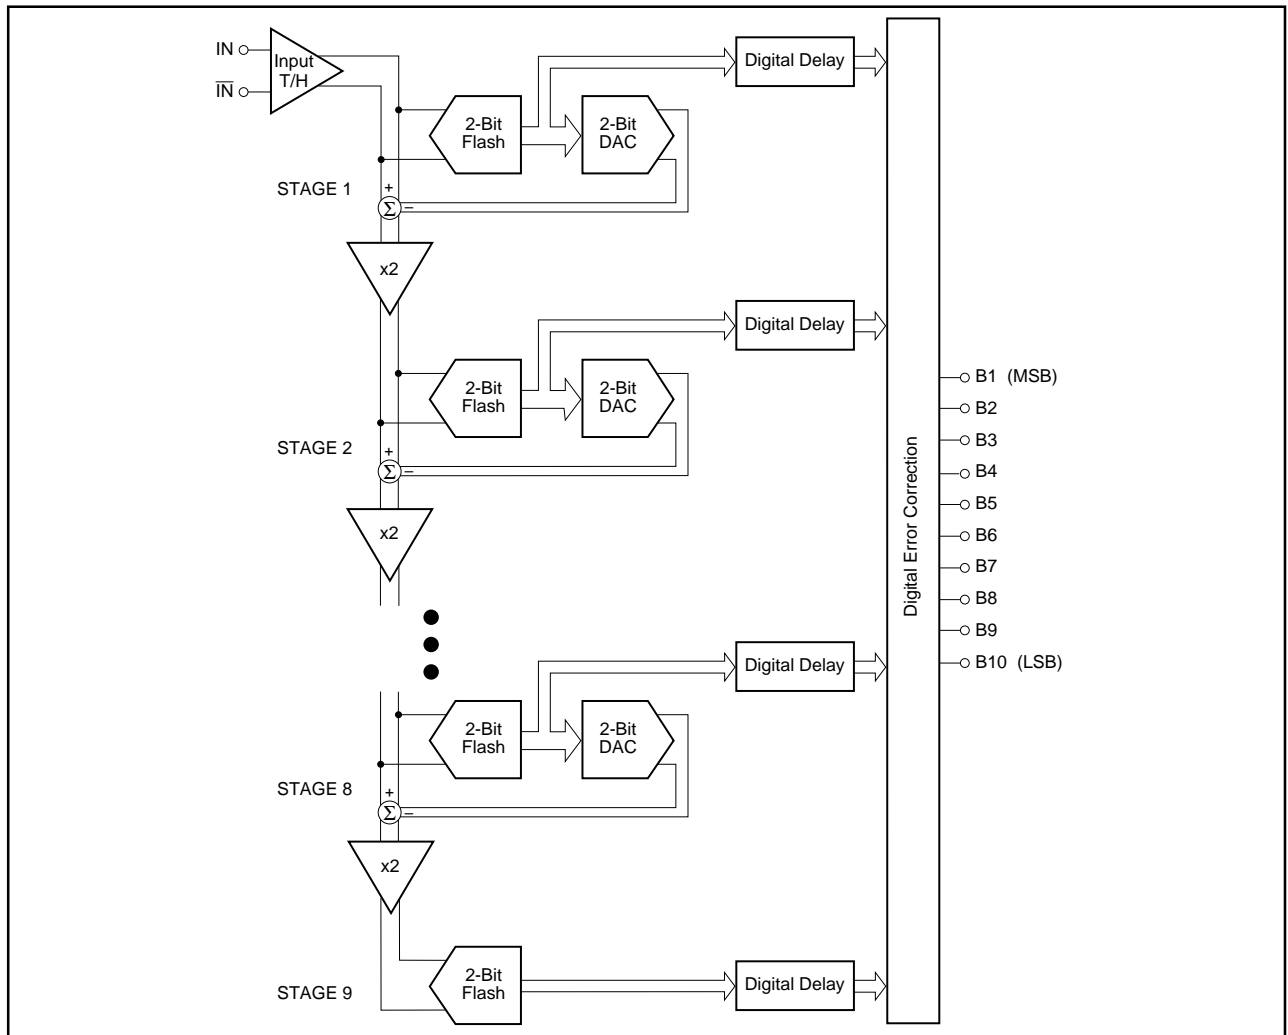 IN
Input
T/H
IN
Digital Delay
2-Bit
Flash
2-Bit
DAC
STAGE 1
+
Σ
–
x2
Digital Delay
2-Bit
Flash
2-Bit
DAC
STAGE 2
+
Σ
–
x2
Digital Delay
2-Bit
Flash
2-Bit
DAC
STAGE 8
+
Σ
–
x2
2-Bit
Flash
Digital Delay
STAGE 9
Digital Error Correction
B1 (MSB)
B2
B3
B4
B5
B6
B7
B8
B9
B10 (LSB)